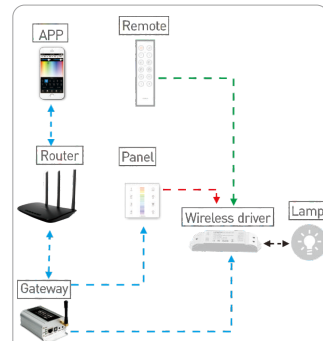 APP
Remote
Router
Panel
Wireless driver
Lamp
Gateway